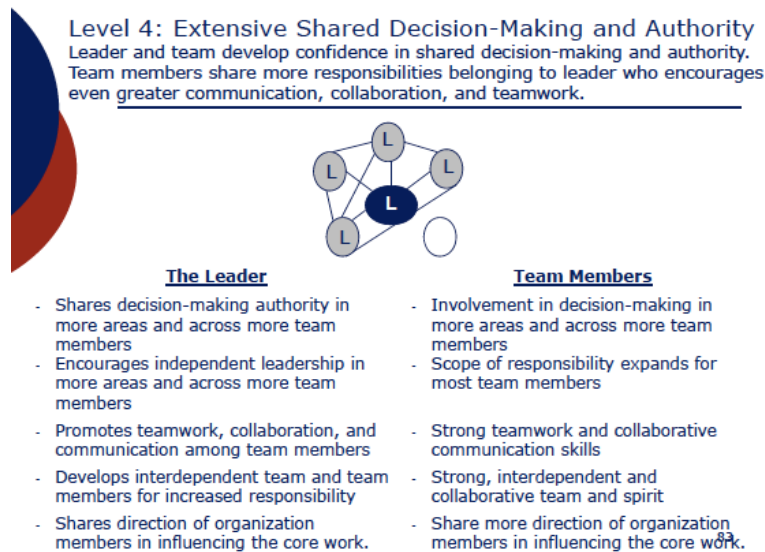 Level 4: Extensive Shared Decision-Making and Authority
Leader and team develop confidence in shared decision-making and authority.
Team members share more responsibilities belonging to leader who encourages
even greater communication, collaboration, and teamwork.
L
L
L
L
L
The Leader
- Shares decision-making authority in
more areas and across more team
members
- Encourages independent leadership in
more areas and across more team
members
- Promotes teamwork, collaboration, and
communication among team members
- Develops interdependent team and team
members for increased responsibility
- Shares direction of organization
members in influencing the core work.
Team Members
- Involvement in decision-making in
more areas and across more team
members
- Scope of responsibility expands for
most team members
- Strong teamwork and collaborative
communication skills
- Strong, interdependent and
collaborative team and spirit
- Share more direction of organization
members in influencing the core work.
83